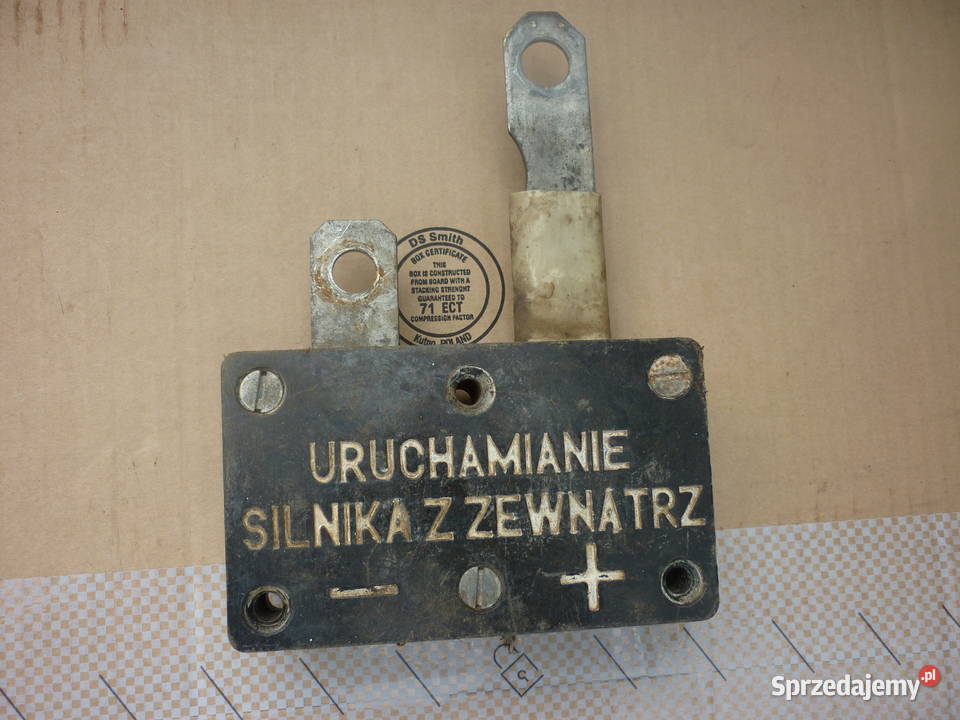 DS Smith
BOX CERTIFICATE
THIS
BOX IS CONSTRUCTED
FROM BOARD WITH A
STACKING STRENGHT
GUARANTEED TO
71 ECT
COMPRESSION FACTOR
Kutno, POLAND
URUCHAMIANIE
SILNIKA Z ZEWNĄTRZ
– +
Sprzedajemy.pl